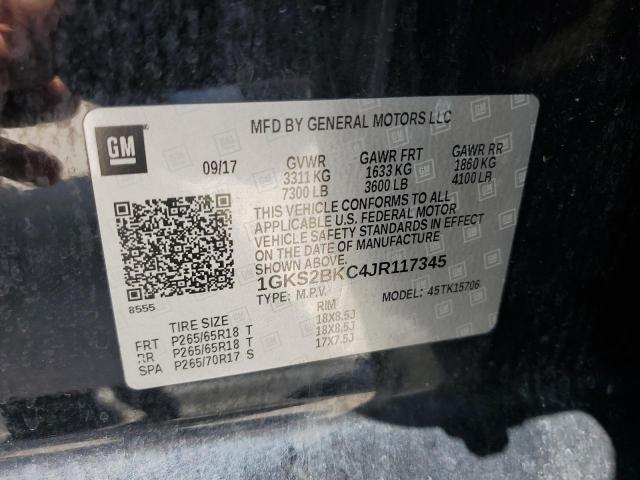 GM
MFD BY GENERAL MOTORS LLC
09/17 GVWR GAWR FRT GAWR RR
3311 KG 1633 KG 1860 KG
7300 LB 3600 LB 4100 LB
THIS VEHICLE CONFORMS TO ALL
APPLICABLE U.S. FEDERAL MOTOR
VEHICLE SAFETY STANDARDS IN EFFECT
ON THE DATE OF MANUFACTURE
SHOWN ABOVE.
1GKS2BKC4JR117345
TYPE: M.P.V. MODEL: 45TK15706
8555
TIRE SIZE RIM
FRT P265/65R18 T 18X8.5J
RR P265/65R18 T 18X8.5J
SPA P265/70R17 S 17X7.5J